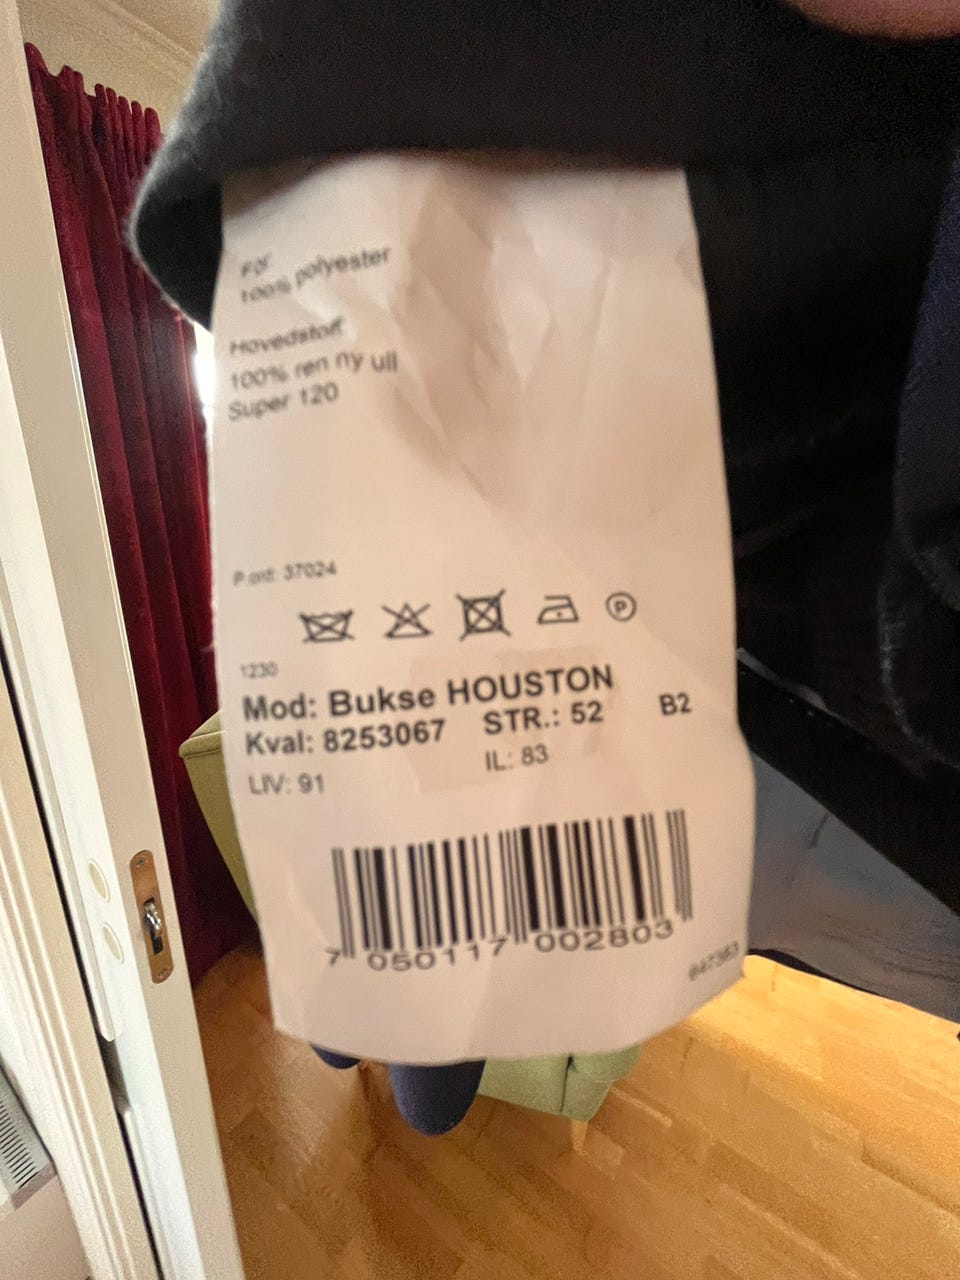 Fôr
100% polyester
Hovedstoff
100% ren ny ull
Super 120
P.ord: 37024
P
1230
Mod: Bukse HOUSTON
Kval: 8253067 STR.: 52 B2
LIV: 91 IL: 83
7 050117 002803